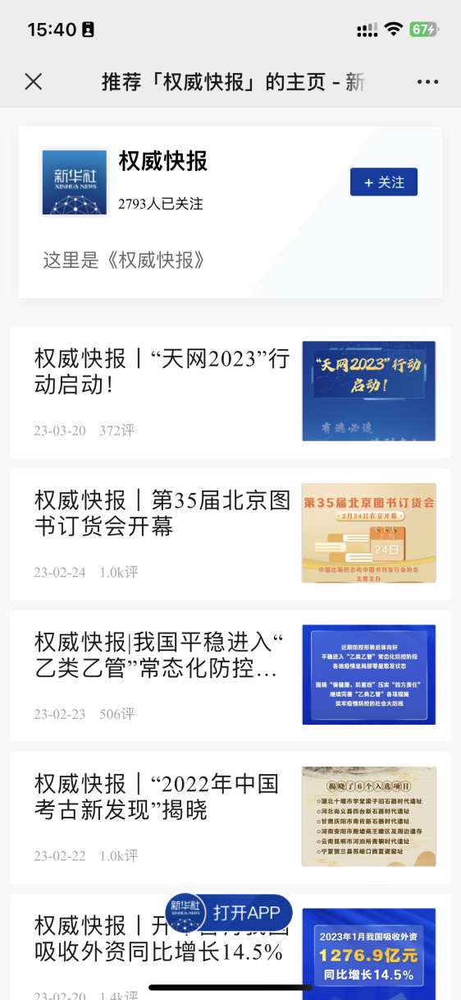 15:40
67
推荐「权威快报」的主页 - 新
新华社
XINHUA NEWS
权威快报
2793人已关注
+ 关注
这里是《权威快报》
权威快报丨“天网2023”行
动启动！
23-03-20 372评
“天网2023”行动
启动！
有逃必追
权威快报｜第35届北京图
书订货会开幕
23-02-24 1.0k评
第35届北京图书订货会
2月24日在京开幕
24日
中国出版协会和中国书刊发行业协会
主管主办
权威快报|我国平稳进入“
乙类乙管”常态化防控…
23-02-23 506评
近期防控形势总体向好
平稳进入“乙类乙管”常态化防控阶段
各地疫情呈局部零星散发状态
围绕“保健康、防重症”压实“四方责任”
继续完善“乙类乙管”各项措施
筑牢疫情防控的社会大防线
权威快报｜“2022年中国
考古新发现”揭晓
23-02-22 1.0k评
揭晓了6个入选项目
湖北十堰市学堂梁子旧石器时代遗址
河北尚义县四台新石器时代遗址
甘肃庆阳市南佐新石器时代遗址
河南安阳市殷墟商王陵区及周边遗存
云南昆明市河泊所青铜时代遗址
宁夏贺兰县苏峪口西夏瓷窑址
新华社
XINHUA NEWS
打开APP
权威快报丨开
吸收外资同比增长14.5%
23-02-20 1.4k评
2023年1月我国吸收外资
1276.9亿元
同比增长14.5%